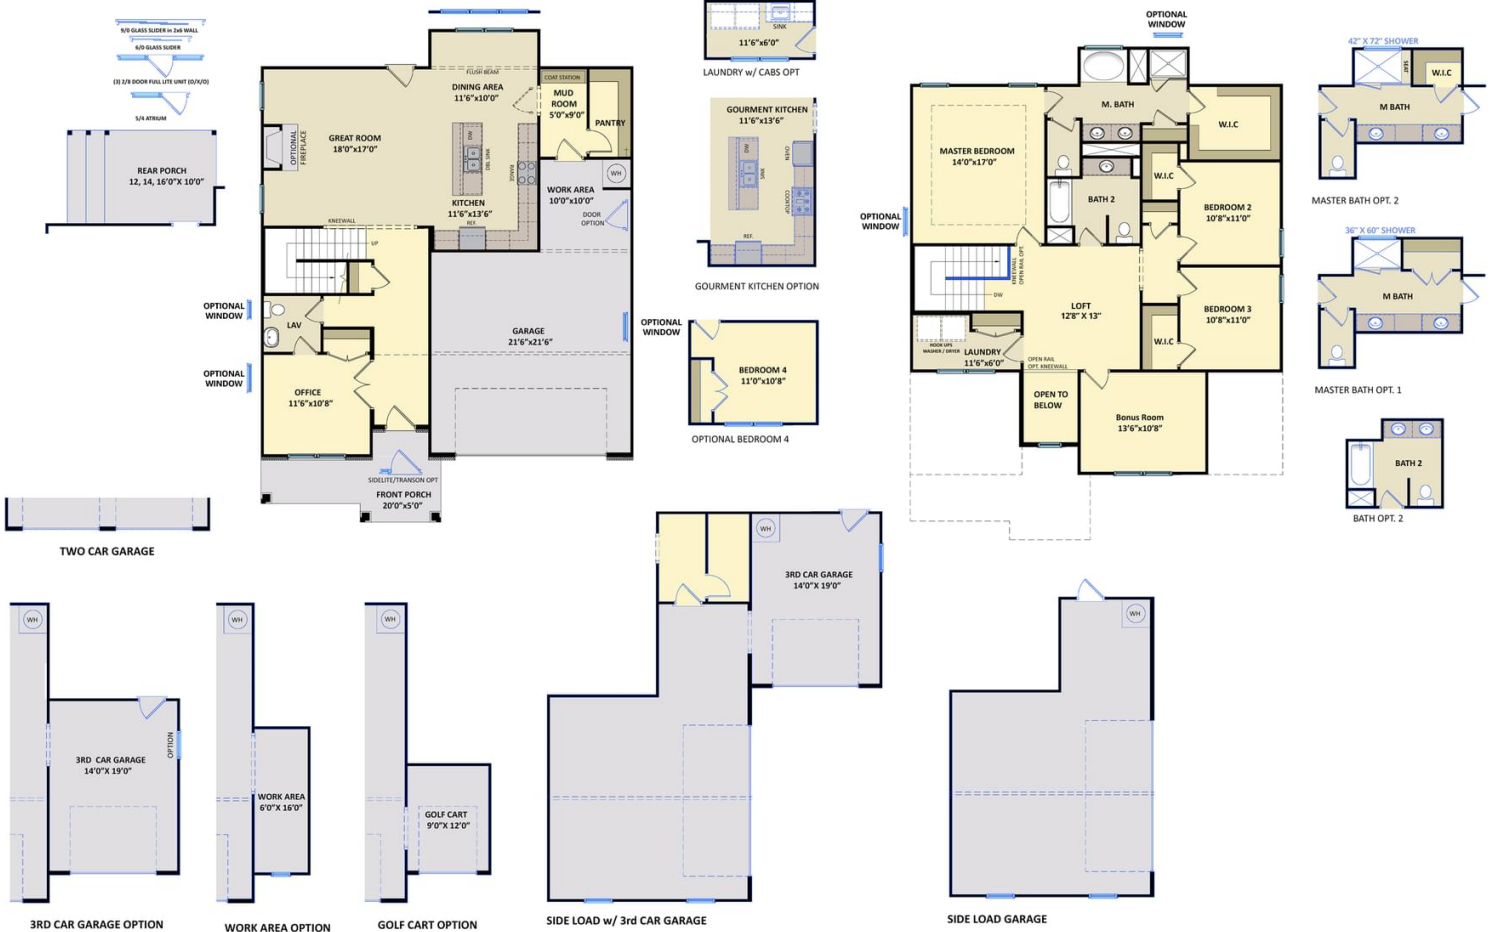 9/0 GLASS SLIDER in 2x6 WALL
6/0 GLASS SLIDER
(3) 2/8 DOOR FULL LITE UNIT (O/X/O)
5/4 ATRIUM
REAR PORCH
12, 14, 16'0"X 10'0"
FLUSH BEAM
DINING AREA
11'6"x10'0"
COAT STATION
MUD
ROOM
5'0"x9'0"
PANTRY
GREAT ROOM
18'0"x17'0"
OPTIONAL
FIREPLACE
DW
DBL SINK
RANGE
KITCHEN
11'6"x13'6"
REF.
WH
WORK AREA
10'0"x10'0"
DOOR
OPTION
KNEEWALL
UP
OPTIONAL
WINDOW
LAV
OPTIONAL
WINDOW
OFFICE
11'6"x10'8"
GARAGE
21'6"x21'6"
SIDELITE/TRANSON OPT
FRONT PORCH
20'0"x5'0"
SINK
11'6"x6'0"
LAUNDRY w/ CABS OPT
GOURMENT KITCHEN
11'6"x13'6"
DW
OVEN
COOKTOP
REF.
GOURMENT KITCHEN OPTION
OPTIONAL
WINDOW
BEDROOM 4
11'0"x10'8"
OPTIONAL BEDROOM 4
OPTIONAL
WINDOW
M. BATH
W.I.C
MASTER BEDROOM
14'0"x17'0"
W.I.C
BATH 2
BEDROOM 2
10'8"x11'0"
OPTIONAL
WINDOW
KNEEWALL
OPEN RAIL OPT.
DW
LOFT
12'8" X 13"
BEDROOM 3
10'8"x11'0"
W.I.C
HOOK UPS
WASHER / DRYER
LAUNDRY
11'6"x6'0"
OPEN RAIL
OPT. KNEEWALL
OPEN TO
BELOW
Bonus Room
13'6"x10'8"
42" X 72" SHOWER
SEAT
W.I.C
M BATH
MASTER BATH OPT. 2
36" X 60" SHOWER
M BATH
MASTER BATH OPT. 1
BATH 2
BATH OPT. 2
TWO CAR GARAGE
WH
3RD CAR GARAGE
14'0"X 19'0"
OPTION
3RD CAR GARAGE OPTION
WH
WORK AREA
6'0"X 16'0"
WORK AREA OPTION
WH
GOLF CART
9'0"X 12'0"
GOLF CART OPTION
WH
3RD CAR GARAGE
14'0"X 19'0"
SIDE LOAD w/ 3rd CAR GARAGE
WH
SIDE LOAD GARAGE